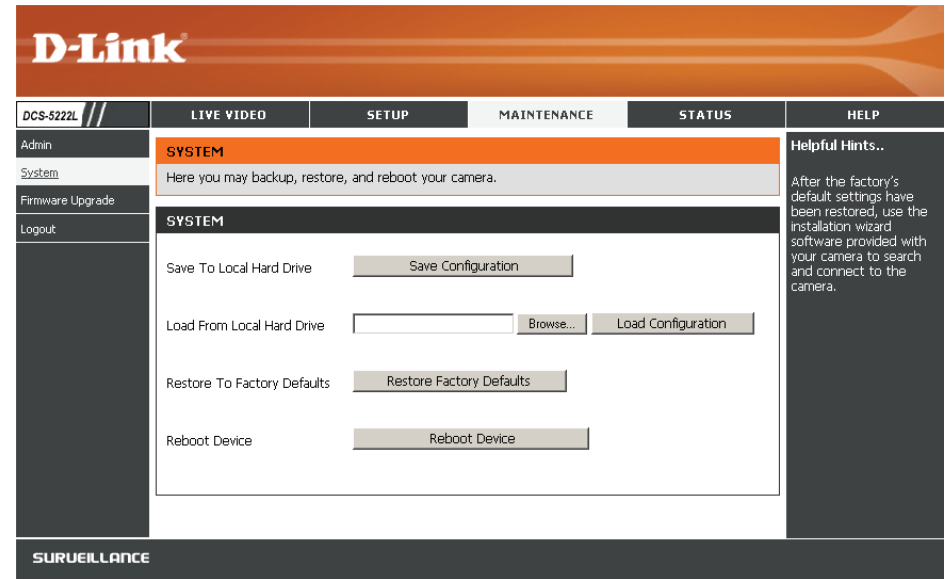 D-Link
DCS-5222L
LIVE VIDEO
SETUP
MAINTENANCE
STATUS
HELP
Admin
System
Firmware Upgrade
Logout
SYSTEM
Here you may backup, restore, and reboot your camera.
SYSTEM
Save To Local Hard Drive
Save Configuration
Load From Local Hard Drive
Browse...
Load Configuration
Restore To Factory Defaults
Restore Factory Defaults
Reboot Device
Reboot Device
Helpful Hints..
After the factory's
default settings have
been restored, use the
installation wizard
software provided with
your camera to search
and connect to the
camera.
SURVEILLANCE